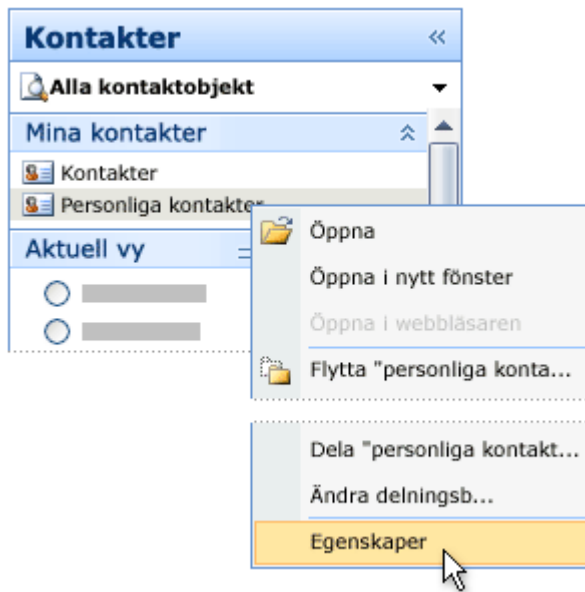 Kontakter
Alla kontaktobjekt
Mina kontakter
Kontakter
Personliga kontakter
Aktuell vy
Öppna
Öppna i nytt fönster
Öppna i webbläsaren
Flytta "personliga konta...
Dela "personliga kontakt...
Ändra delningsb...
Egenskaper